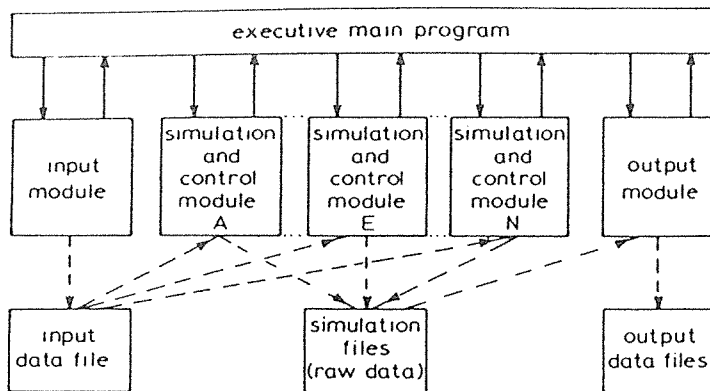 executive main program
input
module
simulation
and
control
module
A
simulation
and
control
module
E
simulation
and
control
module
N
output
module
input
data file
simulation
files
(raw data)
output
data files